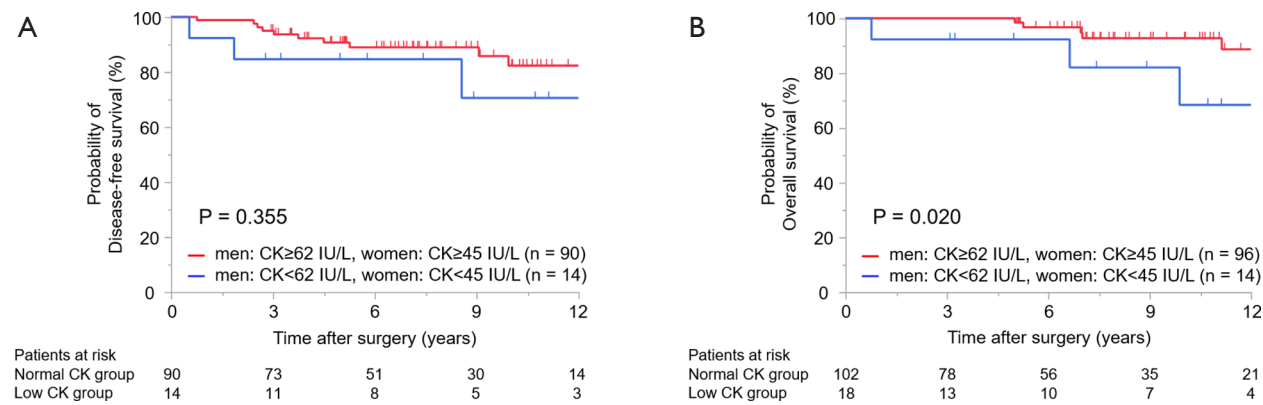 A
Probability of
Disease-free survival (%)
100
80
60
40
20
0
P = 0.355
men: CK≥62 IU/L, women: CK≥45 IU/L (n = 90)
men: CK<62 IU/L, women: CK<45 IU/L (n = 14)
0 3 6 9 12
Time after surgery (years)
Patients at risk
Normal CK group 90 73 51 30 14
Low CK group 14 11 8 5 3
B
Probability of
Overall survival (%)
100
80
60
40
20
0
P = 0.020
men: CK≥62 IU/L, women: CK≥45 IU/L (n = 96)
men: CK<62 IU/L, women: CK<45 IU/L (n = 14)
0 3 6 9 12
Time after surgery (years)
Patients at risk
Normal CK group 102 78 56 35 21
Low CK group 18 13 10 7 4